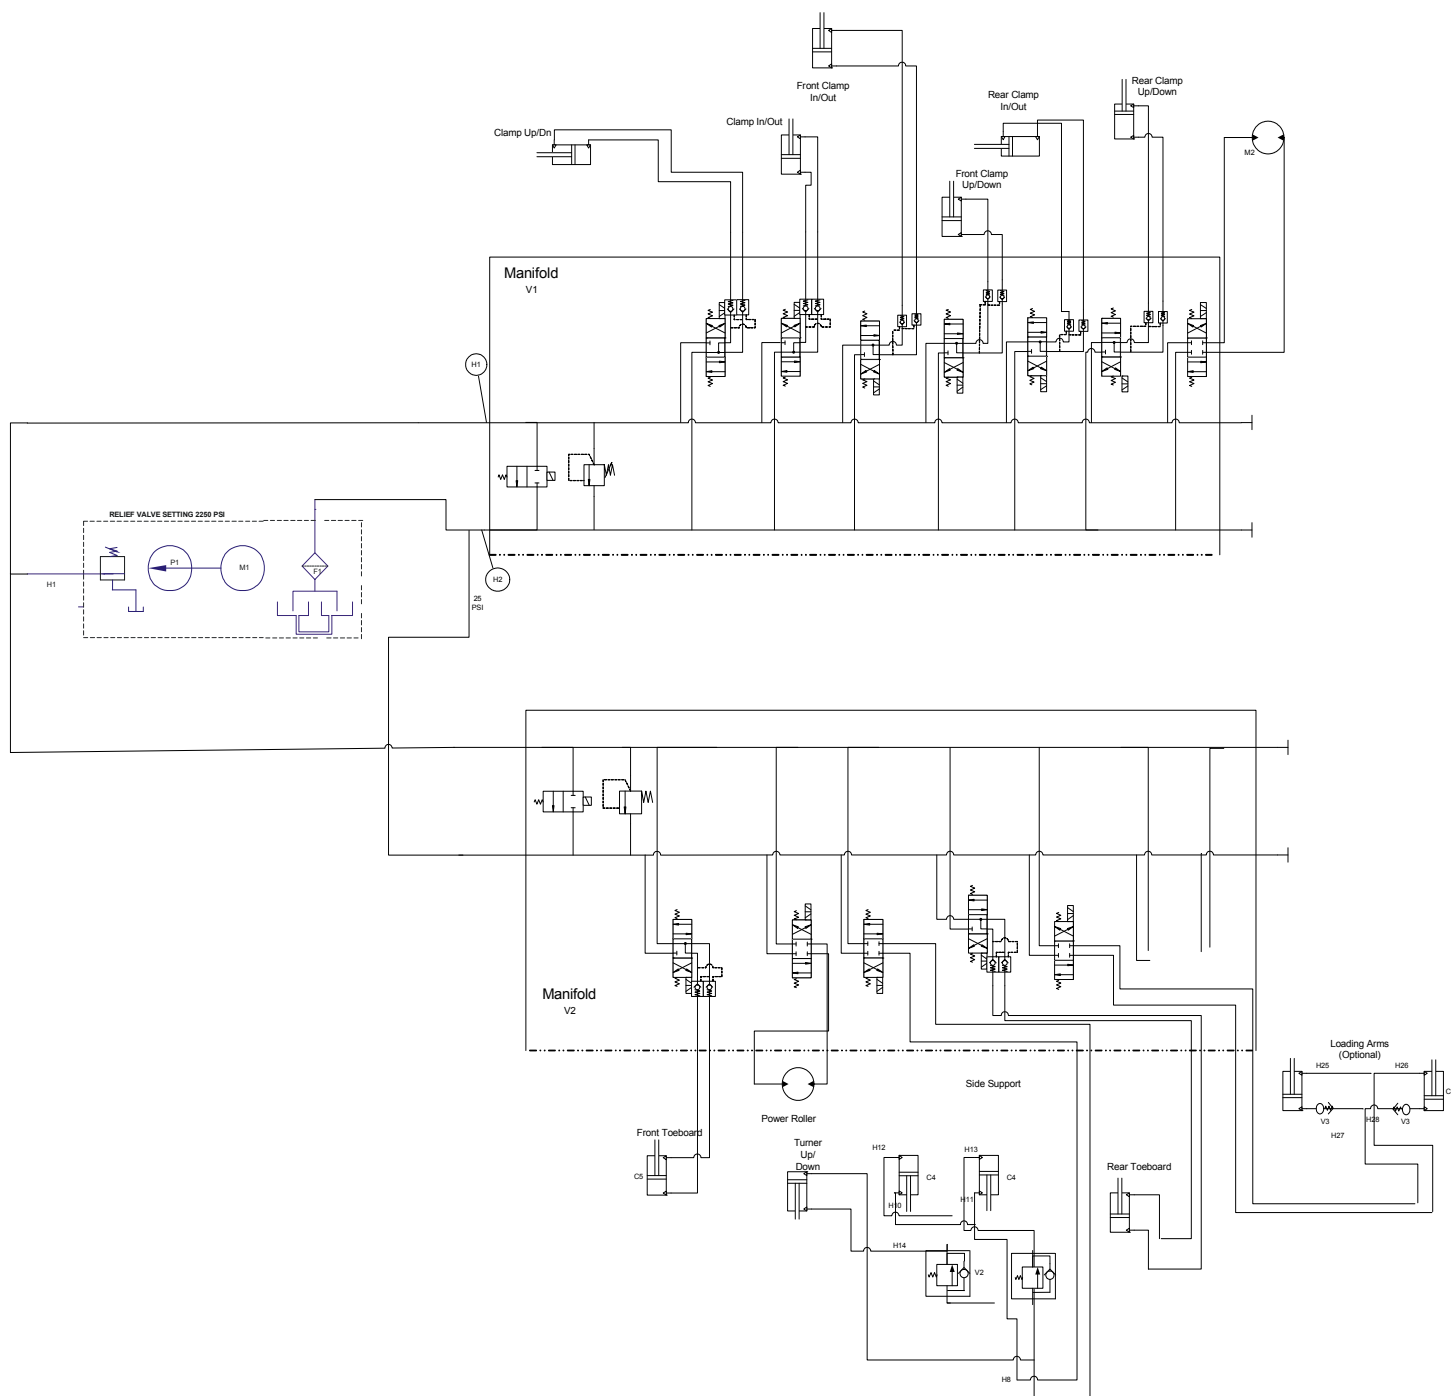 Front Clamp
In/Out
Rear Clamp
Up/Down
Rear Clamp
In/Out
Clamp In/Out
Clamp Up/Dn
M2
Front Clamp
Up/Down
Manifold
V1
H1
RELIEF VALVE SETTING 2250 PSI
P1
M1
F1
H1
H2
25
PSI
Manifold
V2
Loading Arms
(Optional)
H25
H26
C
V3
H28
V3
H27
Side Support
Power Roller
Front Toeboard
Turner
Up/
Down
H12
H13
C5
C4
C4
Rear Toeboard
H10
H11
H14
V2
H8